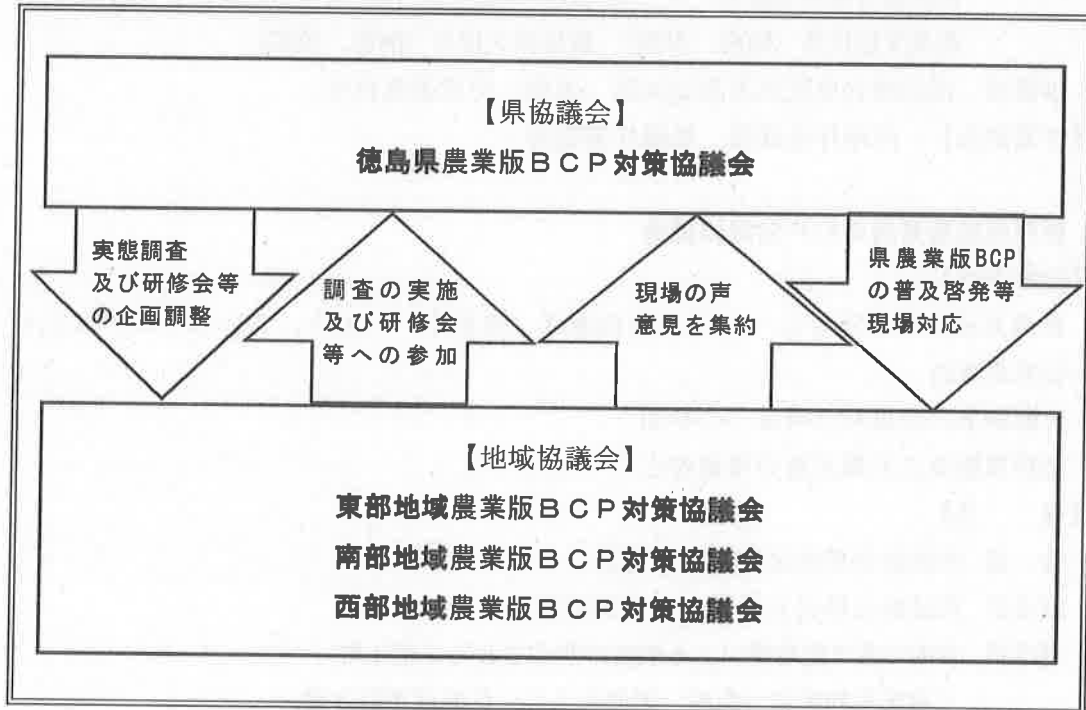 【県協議会】
徳島県農業版BCP対策協議会
実態調査
及び研修会等
の企画調整
調査の実施
及び研修会
等への参加
現場の声
意見を集約
県農業版BCP
の普及啓発等
現場対応
【地域協議会】
東部地域農業版BCP対策協議会
南部地域農業版BCP対策協議会
西部地域農業版BCP対策協議会